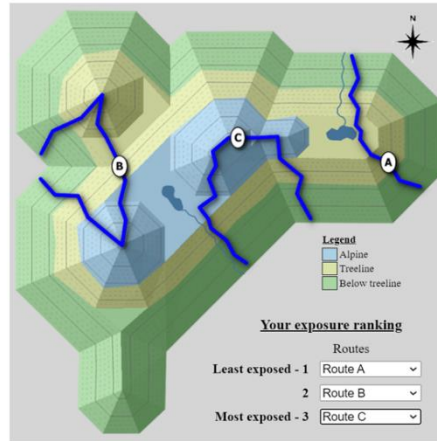 N
C
B
A
Legend
Alpine
Treeline
Below treeline
Your exposure ranking
Routes
Least exposed - 1 Route A
2 Route B
Most exposed - 3 Route C